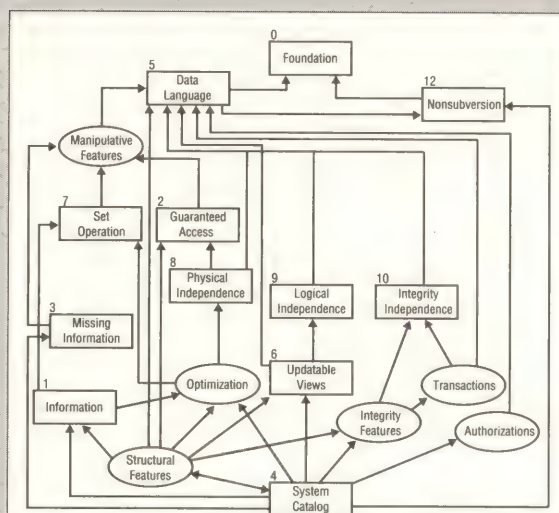 0
Foundation
5
Data
Language
12
Nonsubversion
Manipulative
Features
7
Set
Operation
2
Guaranteed
Access
8
Physical
Independence
9
Logical
Independence
10
Integrity
Independence
3
Missing
Information
6
Updatable
Views
Optimization
Transactions
1
Information
Integrity
Features
Authorizations
Structural
Features
4
System
Catalog